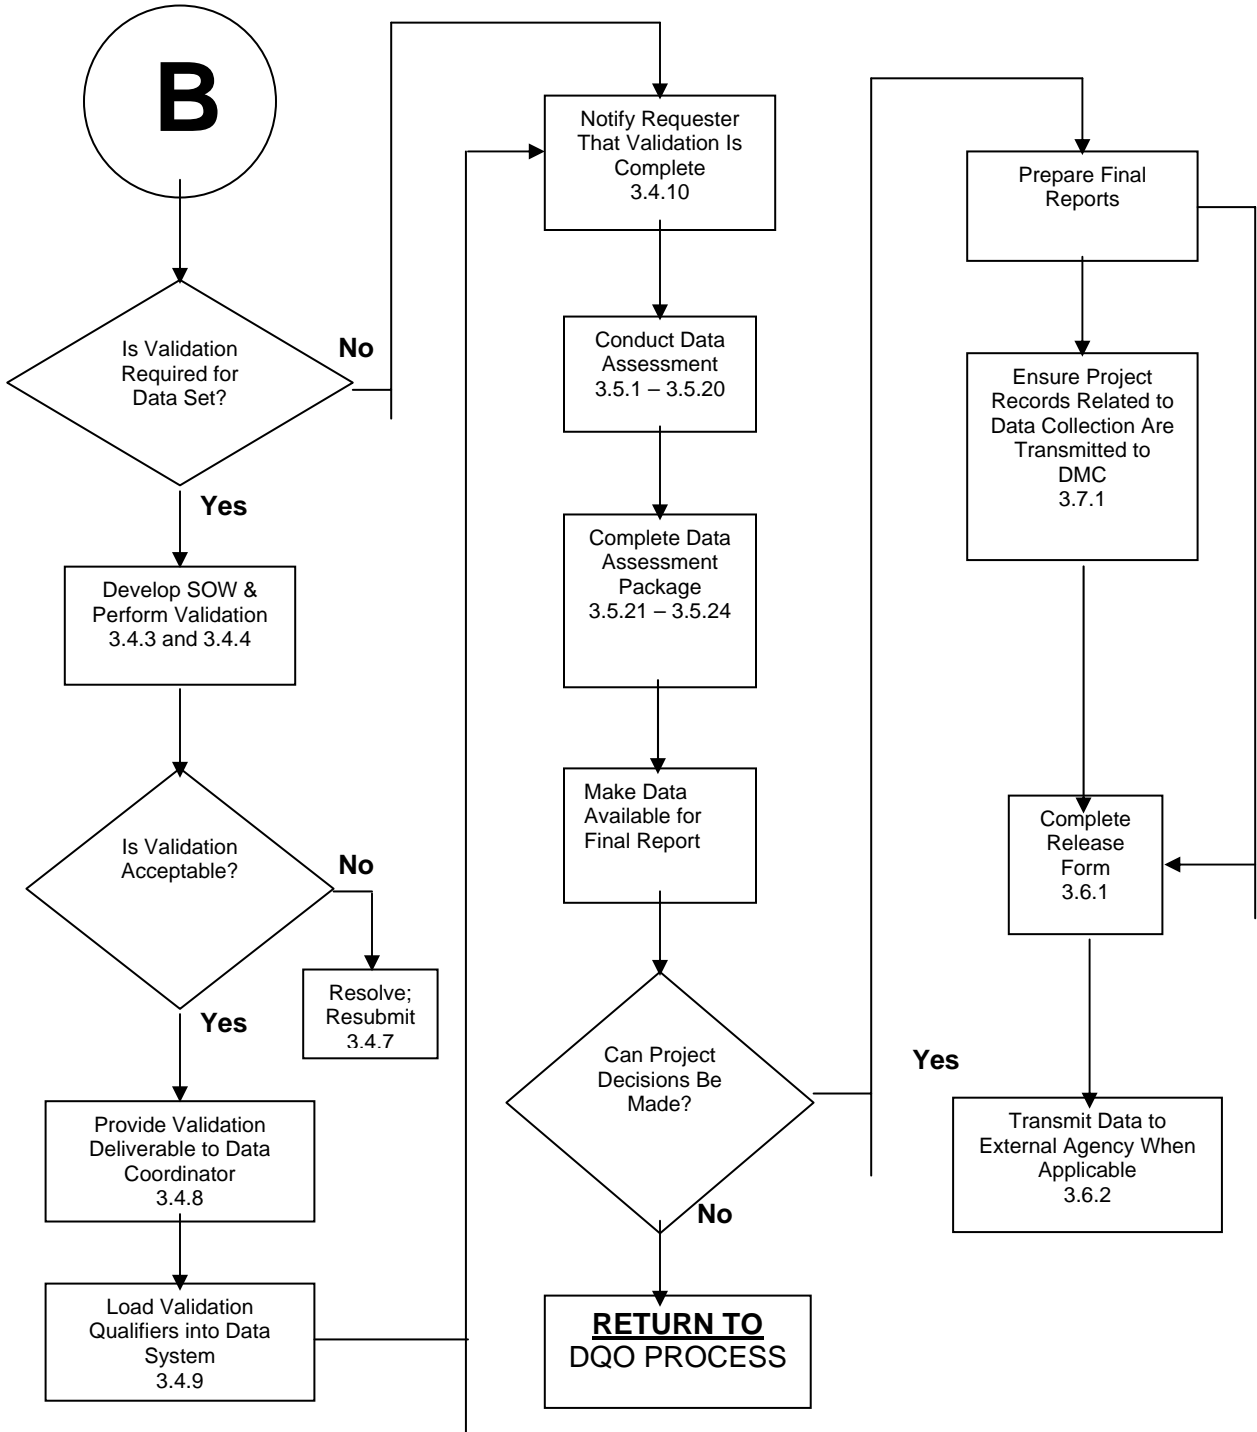 B
Is Validation
Required for
Data Set?
No
Yes
Develop SOW &
Perform Validation
3.4.3 and 3.4.4
Is Validation
Acceptable?
No
Resolve;
Resubmit
3.4.7
Yes
Provide Validation
Deliverable to Data
Coordinator
3.4.8
Load Validation
Qualifiers into Data
System
3.4.9
Notify Requester
That Validation Is
Complete
3.4.10
Conduct Data
Assessment
3.5.1 – 3.5.20
Complete Data
Assessment
Package
3.5.21 – 3.5.24
Make Data
Available for
Final Report
Can Project
Decisions Be
Made?
Yes
No
RETURN TO
DQO PROCESS
Prepare Final
Reports
Ensure Project
Records Related to
Data Collection Are
Transmitted to
DMC
3.7.1
Complete
Release
Form
3.6.1
Transmit Data to
External Agency When
Applicable
3.6.2